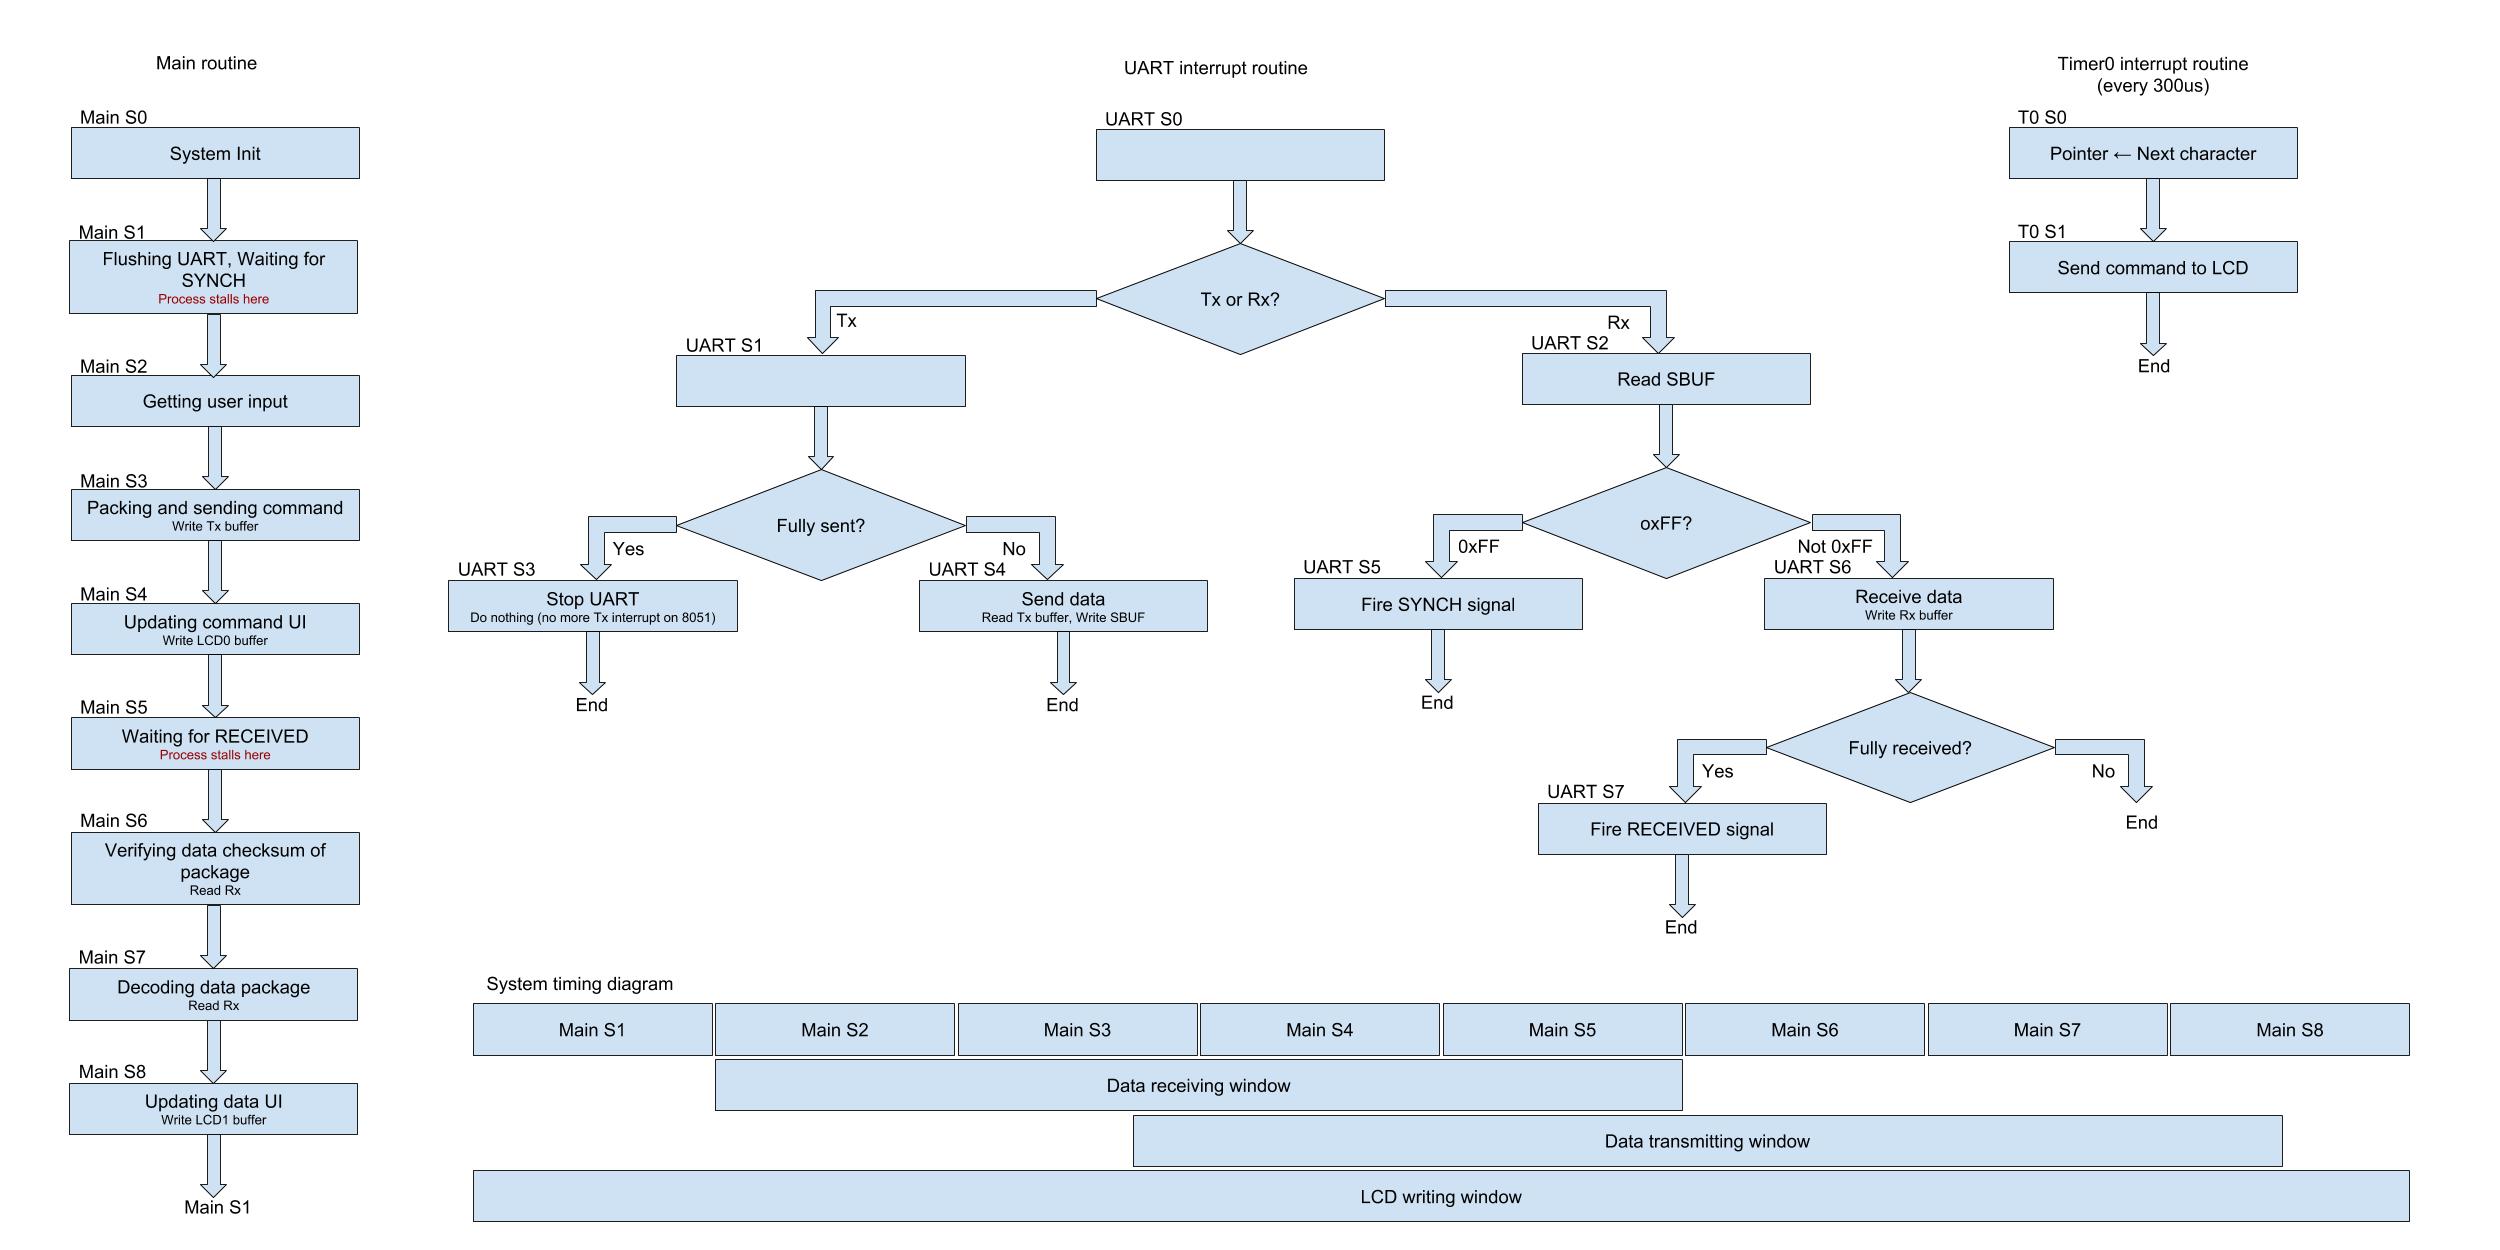 Main routine
Main S0
System Init
Main S1
Flushing UART, Waiting for
SYNCH
Process stalls here
Main S2
Getting user input
Main S3
Packing and sending command
Write Tx buffer
Main S4
Updating command UI
Write LCD0 buffer
Main S5
Waiting for RECEIVED
Process stalls here
Main S6
Verifying data checksum of
package
Read Rx
Main S7
Decoding data package
Read Rx
Main S8
Updating data UI
Write LCD1 buffer
Main S1
UART interrupt routine
UART S0
Tx or Rx?
Tx
Rx
UART S1
Fully sent?
Yes
No
UART S3
Stop UART
Do nothing (no more Tx interrupt on 8051)
End
UART S4
Send data
Read Tx buffer, Write SBUF
End
UART S2
Read SBUF
oxFF?
0xFF
Not 0xFF
UART S5
Fire SYNCH signal
End
UART S6
Receive data
Write Rx buffer
Fully received?
Yes
No
UART S7
Fire RECEIVED signal
End
End
Timer0 interrupt routine
(every 300us)
T0 S0
Pointer ← Next character
T0 S1
Send command to LCD
End
System timing diagram
Main S1
Main S2
Main S3
Main S4
Main S5
Main S6
Main S7
Main S8
Data receiving window
Data transmitting window
LCD writing window